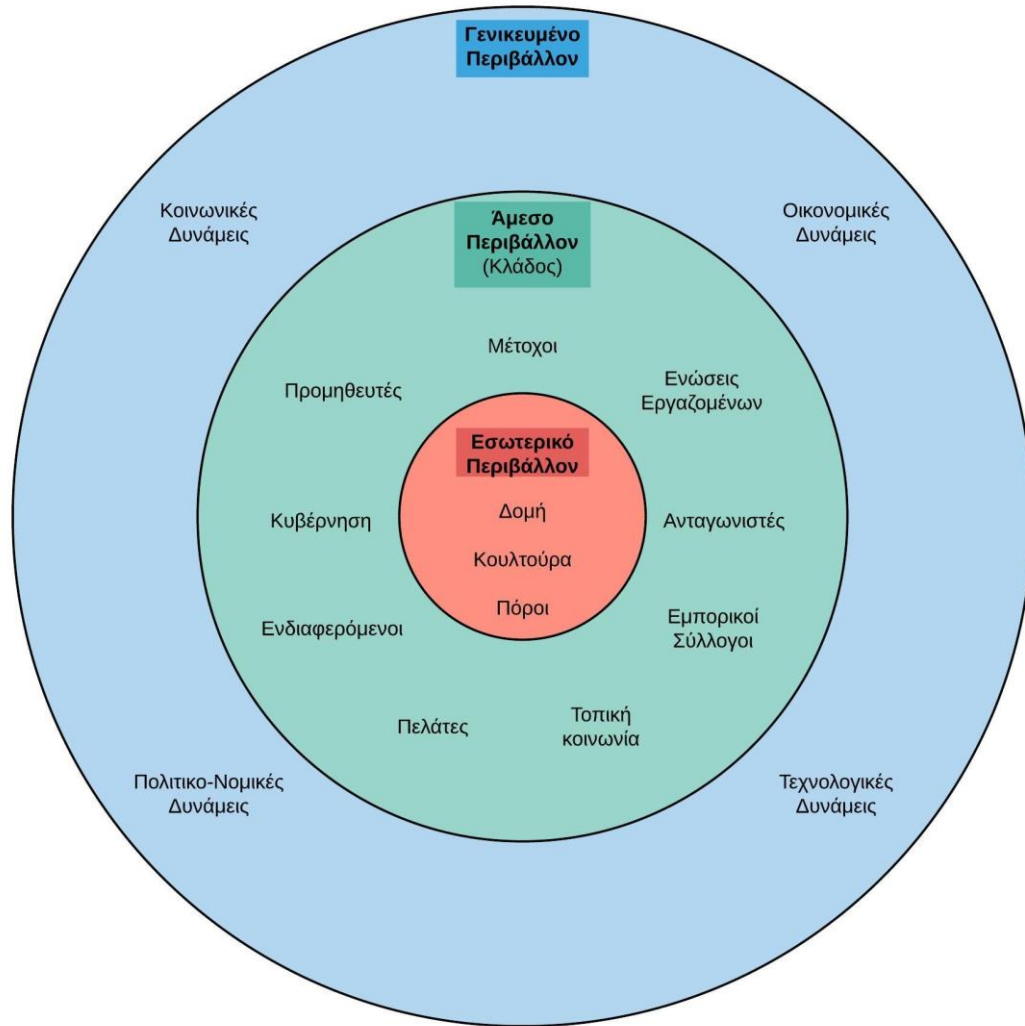 Γενικευμένο
Περιβάλλον
Κοινωνικές
Δυνάμεις
Οικονομικές
Δυνάμεις
Άμεσο
Περιβάλλον
(Κλάδος)
Μέτοχοι
Προμηθευτές
Ενώσεις
Εργαζομένων
Εσωτερικό
Περιβάλλον
Δομή
Κουλτούρα
Πόροι
Κυβέρνηση
Ανταγωνιστές
Ενδιαφερόμενοι
Εμπορικοί
Σύλλογοι
Πελάτες
Τοπική
κοινωνία
Πολιτικο-Νομικές
Δυνάμεις
Τεχνολογικές
Δυνάμεις